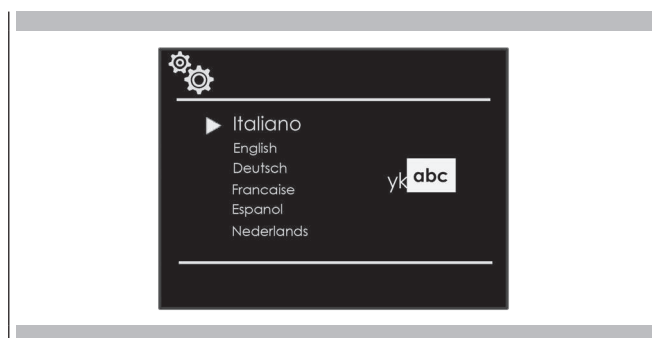 Italiano
English
Deutsch
Francaise
Espanol
Nederlands
yk abc